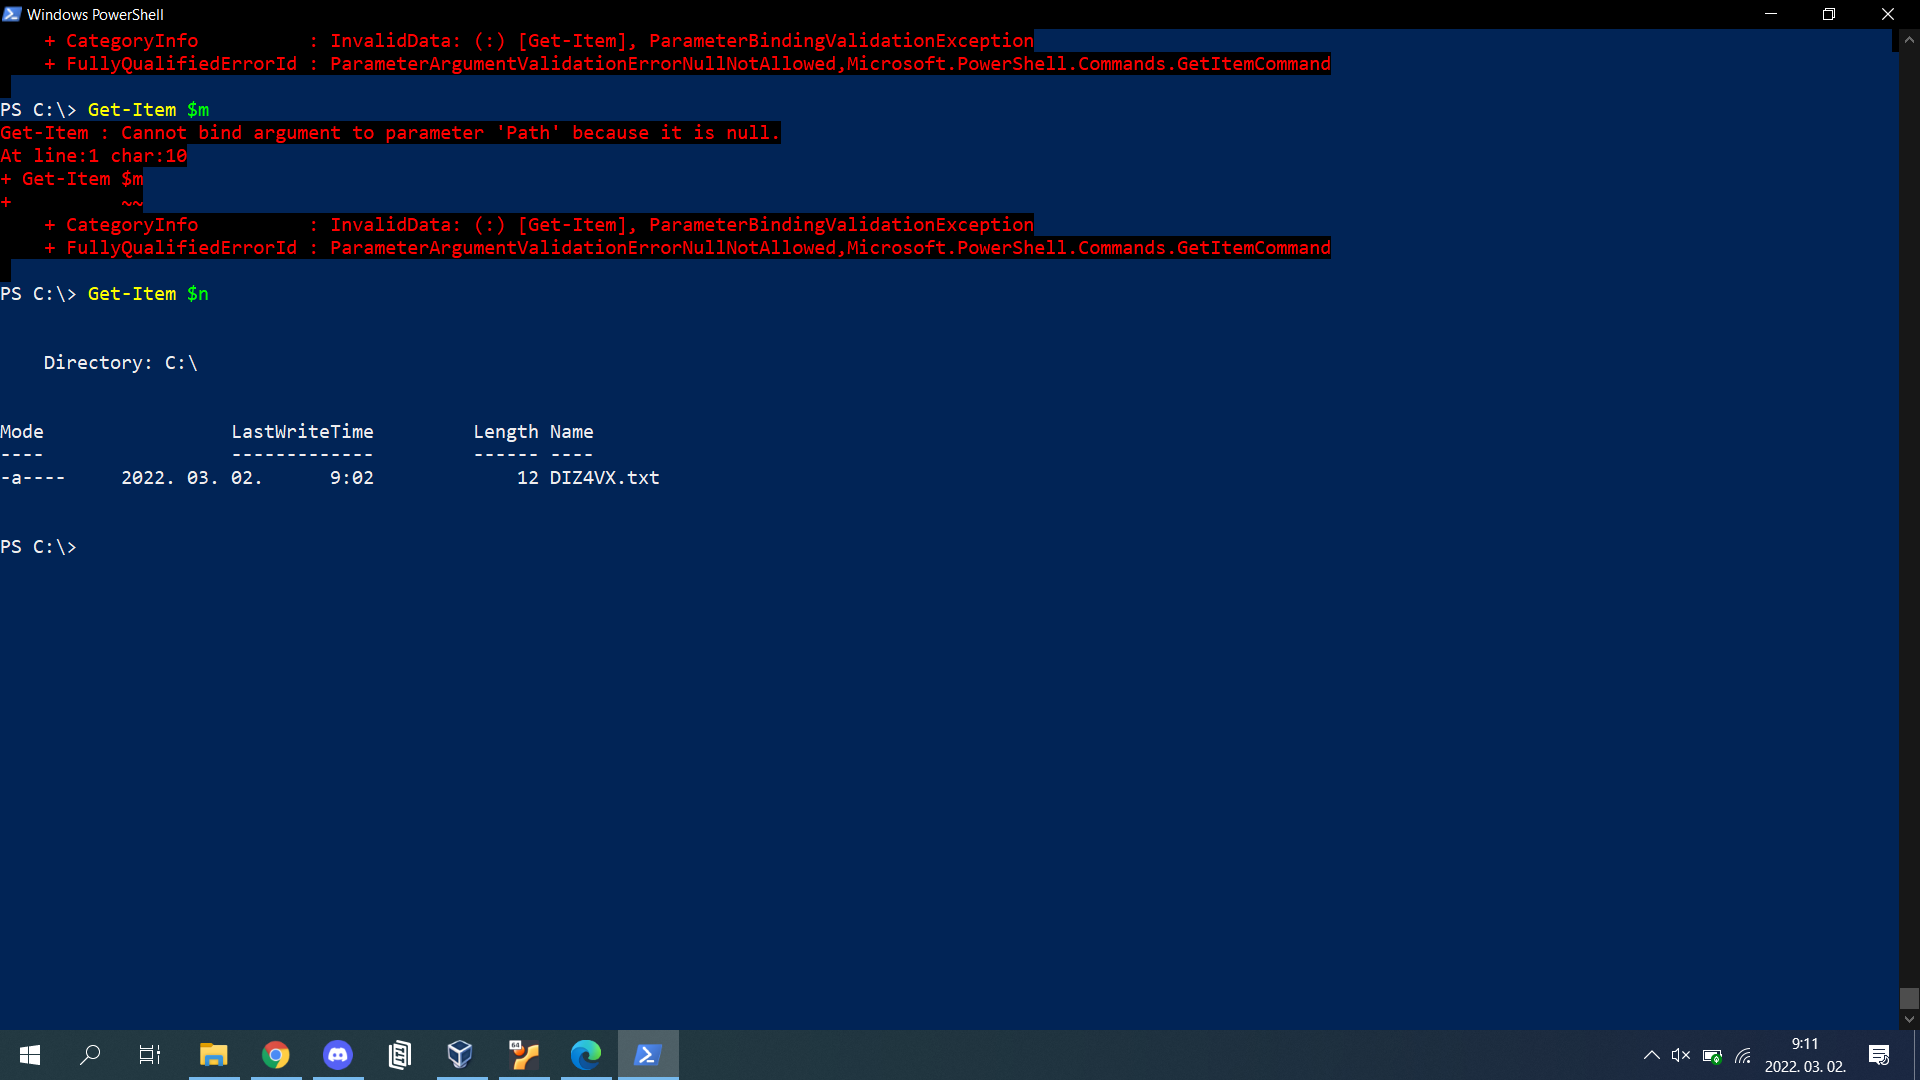 Windows PowerShell
    + CategoryInfo          : InvalidData: (:) [Get-Item], ParameterBindingValidationException
    + FullyQualifiedErrorId : ParameterArgumentValidationErrorNullNotAllowed,Microsoft.PowerShell.Commands.GetItemCommand
PS C:\> Get-Item $m
Get-Item : Cannot bind argument to parameter 'Path' because it is null.
At line:1 char:10
+ Get-Item $m
+          ~~
    + CategoryInfo          : InvalidData: (:) [Get-Item], ParameterBindingValidationException
    + FullyQualifiedErrorId : ParameterArgumentValidationErrorNullNotAllowed,Microsoft.PowerShell.Commands.GetItemCommand
PS C:\> Get-Item $n
    Directory: C:\
Mode                 LastWriteTime         Length Name
----                 -------------         ------ ----
-a----     2022. 03. 02.      9:02             12 DIZ4VX.txt
PS C:\>
64
9:11
2022. 03. 02.